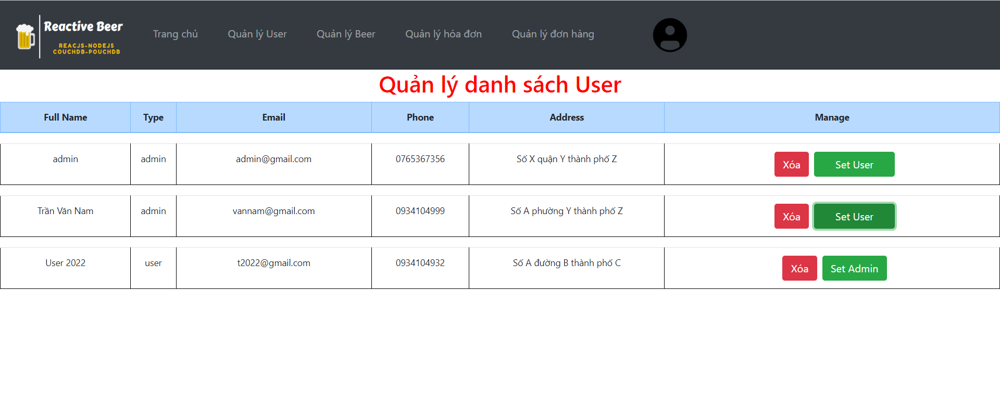 Reactive Beer
REACJS-NODEJS
COUCHDB-POUCHDB
Trang chủ Quản lý User Quản lý Beer Quản lý hóa đơn Quản lý đơn hàng
Quản lý danh sách User
Full Name Type Email Phone Address Manage
admin admin admin@gmail.com 0765367356 Số X quận Y thành phố Z Xóa Set User
Trần Văn Nam admin vannam@gmail.com 0934104999 Số A phường Y thành phố Z Xóa Set User
User 2022 user t2022@gmail.com 0934104932 Số A đường B thành phố C Xóa Set Admin